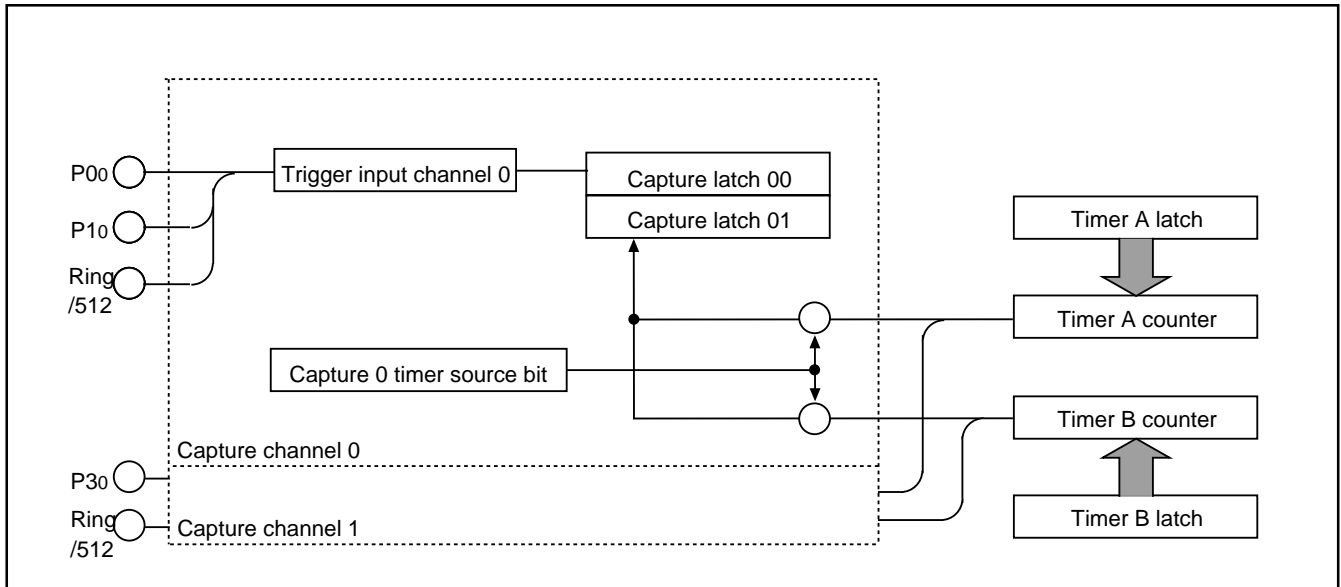 P00
Trigger input channel 0
Capture latch 00
Capture latch 01
P10
Ring
/512
Timer A latch
Timer A counter
Capture 0 timer source bit
Timer B counter
Capture channel 0
P30
Ring
/512
Capture channel 1
Timer B latch